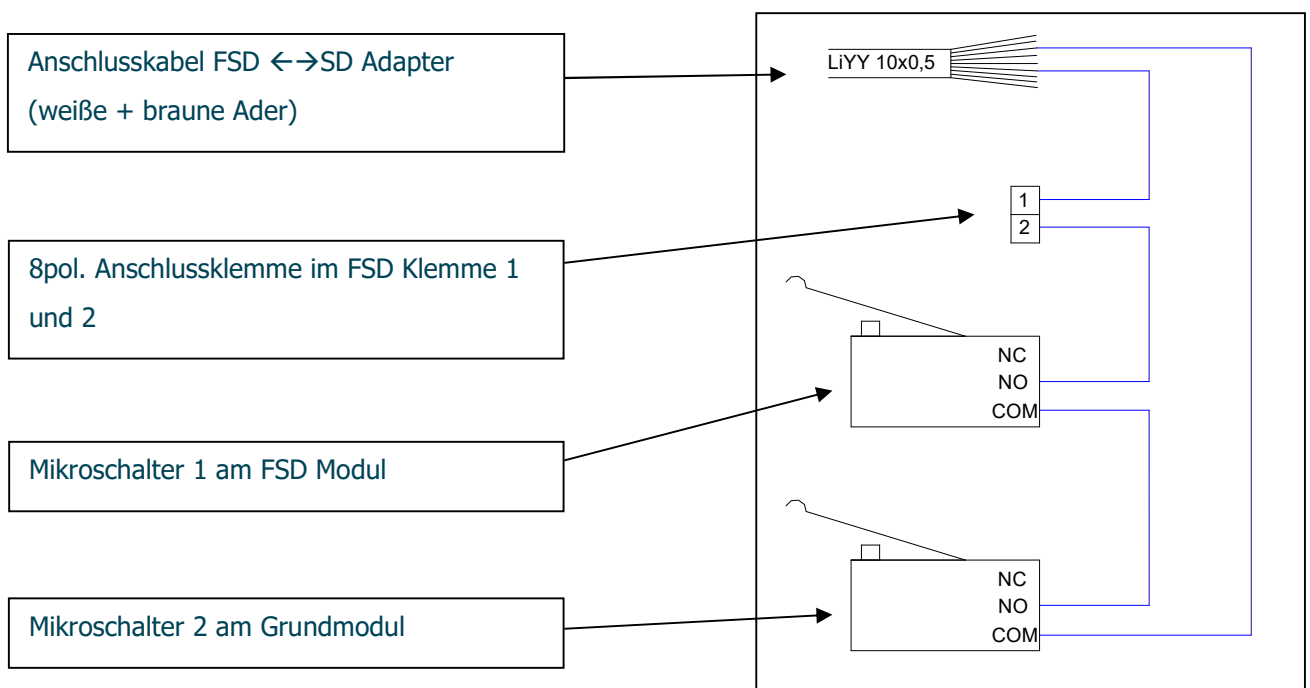 Anschlusskabel FSD ←→SD Adapter
(weiße + braune Ader)
8pol. Anschlussklemme im FSD Klemme 1
und 2
Mikroschalter 1 am FSD Modul
Mikroschalter 2 am Grundmodul
LiYY 10x0,5
1
2
NC
NO
COM
NC
NO
COM